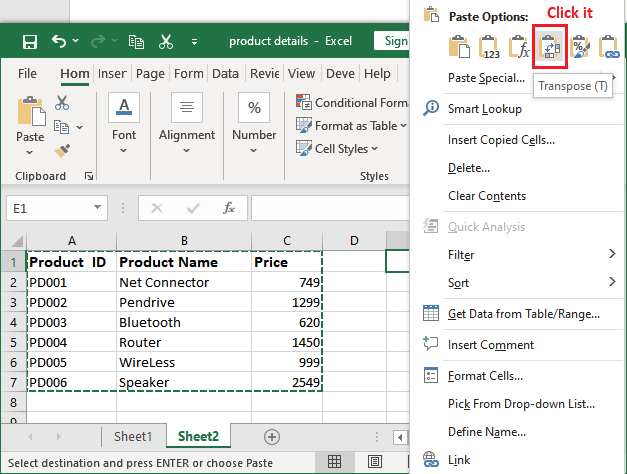 Click it
Paste Options:
123
fx
%
Paste Special...
Transpose (T)
Smart Lookup
Insert Copied Cells...
Delete...
Clear Contents
Quick Analysis
Filter
Sort
Get Data from Table/Range...
Insert Comment
Format Cells...
Pick From Drop-down List...
Define Name...
Link
product details - Excel
Sign
File Hom Inser Page Form Data Revie View Deve
Paste
Clipboard
A
Font
Alignment
%
Number
Conditional Forma
Format as Table
Cell Styles
Styles
E1
fx
A B C D
1 Product ID Product Name Price
2 PD001 Net Connector 749
3 PD002 Pendrive 1299
4 PD003 Bluetooth 620
5 PD004 Router 1450
6 PD005 WireLess 999
7 PD006 Speaker 2549
8
9
Sheet1 Sheet2
Select destination and press ENTER or choose Paste